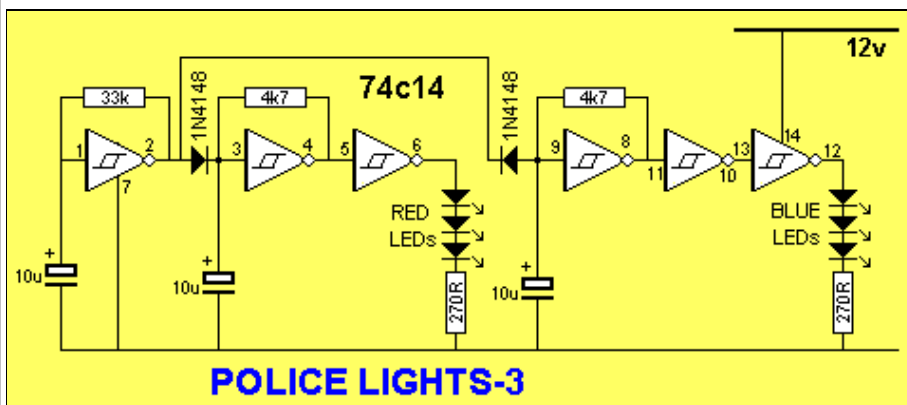 12v
74c14
33k
1N4148
4k7
1N4148
4k7
14
1
2
3
4
5
6
9
8
11
10
13
12
7
RED
LEDs
BLUE
LEDs
+
10u
+
10u
+
10u
270R
270R
POLICE LIGHTS-3